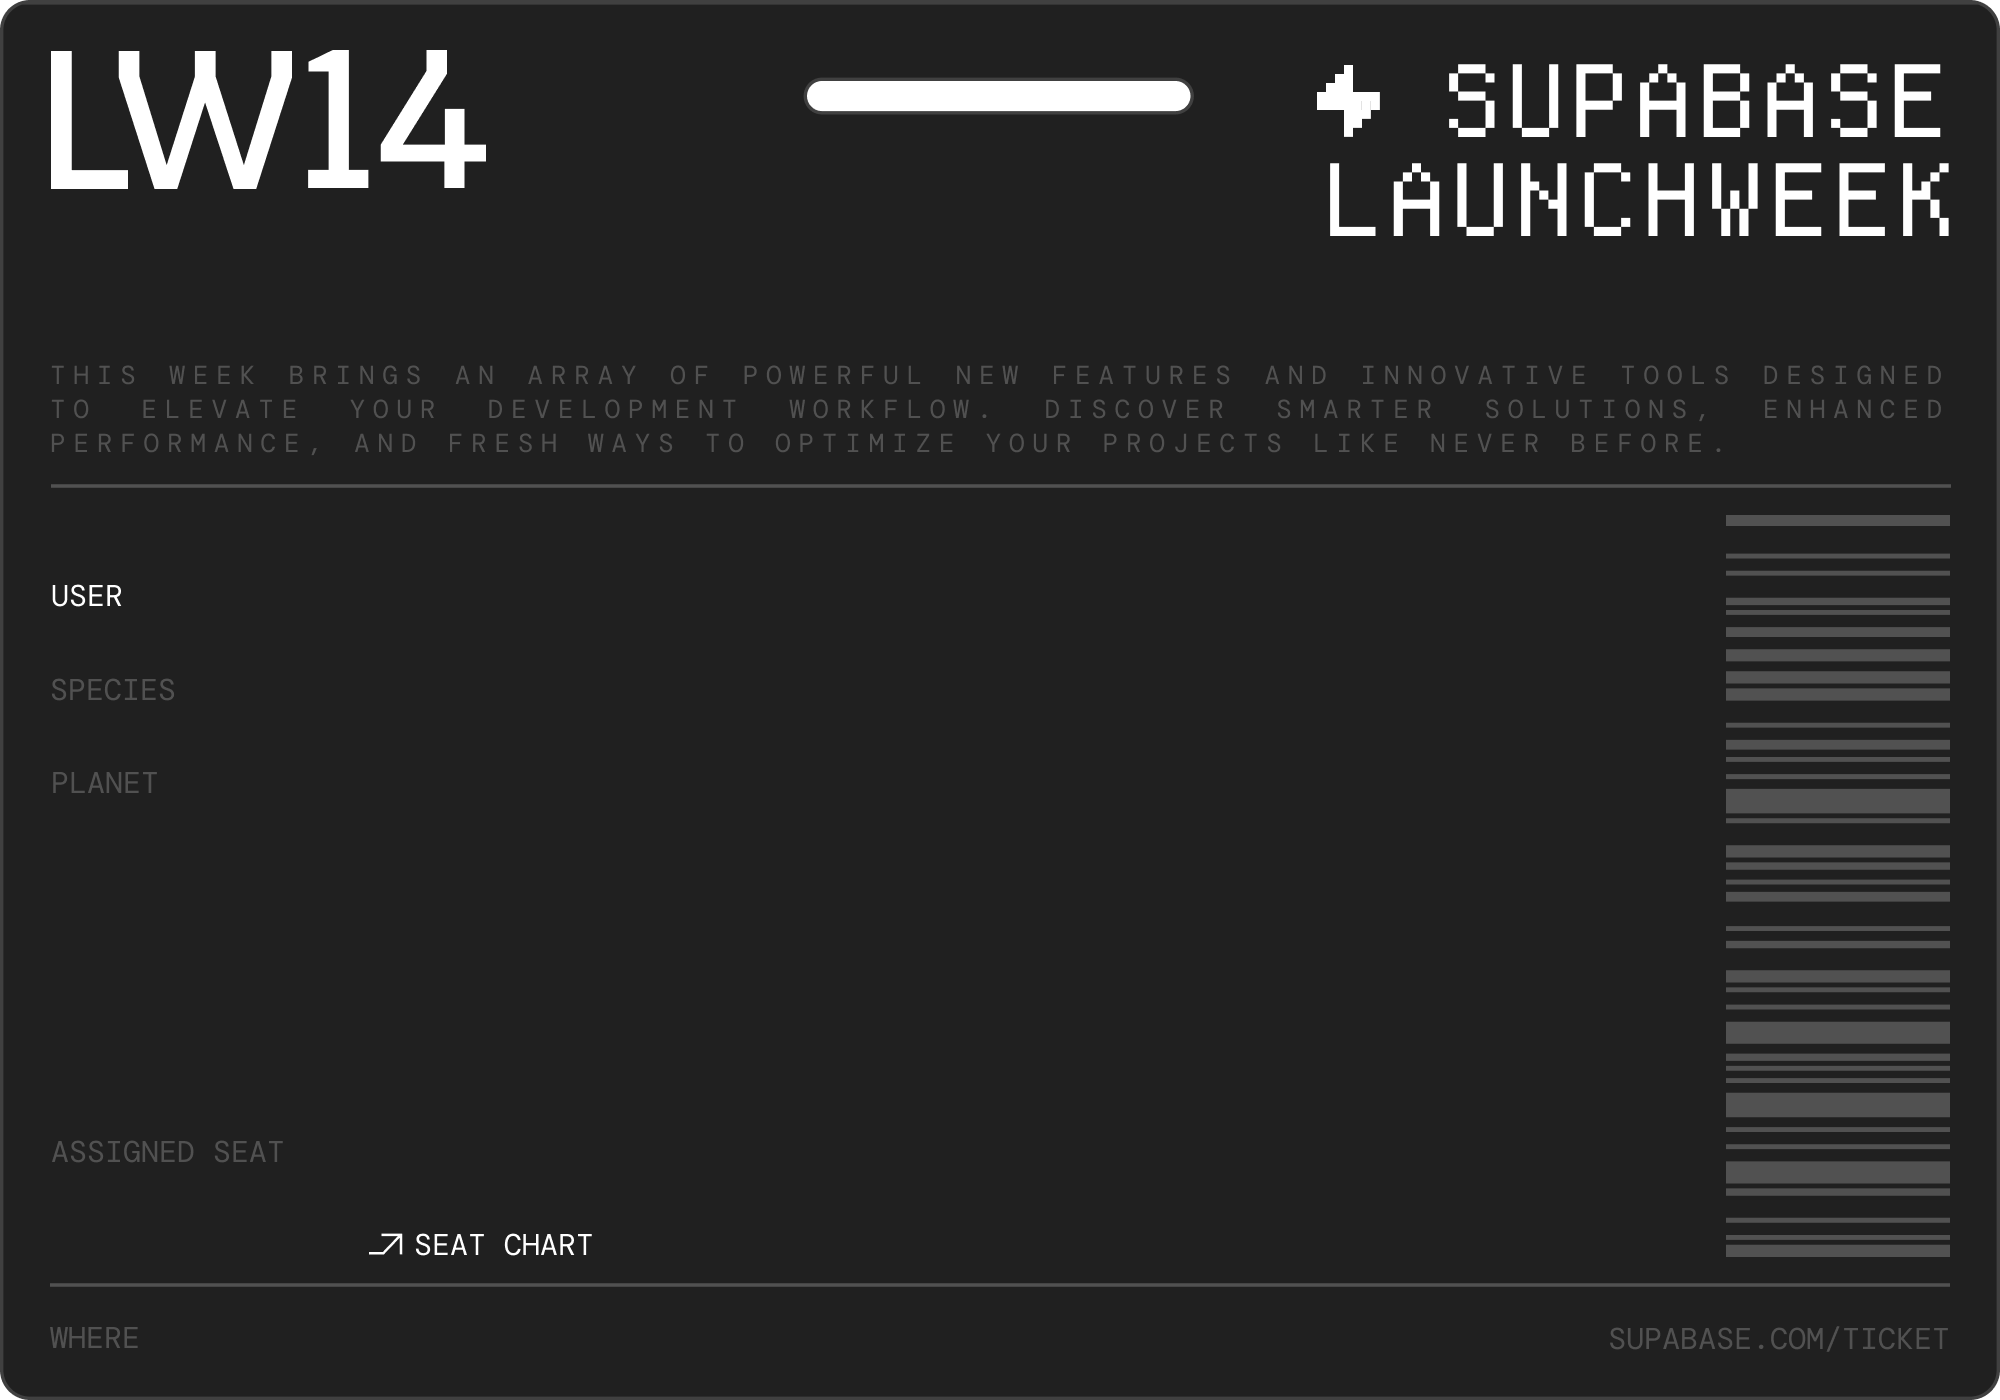 LW14
SUPABASE
LAUNCHWEEK
THIS WEEK BRINGS AN ARRAY OF POWERFUL NEW FEATURES AND INNOVATIVE TOOLS DESIGNED
TO ELEVATE YOUR DEVELOPMENT WORKFLOW. DISCOVER SMARTER SOLUTIONS, ENHANCED
PERFORMANCE, AND FRESH WAYS TO OPTIMIZE YOUR PROJECTS LIKE NEVER BEFORE.
USER
SPECIES
PLANET
ASSIGNED SEAT
SEAT CHART
WHERE
SUPABASE.COM/TICKET